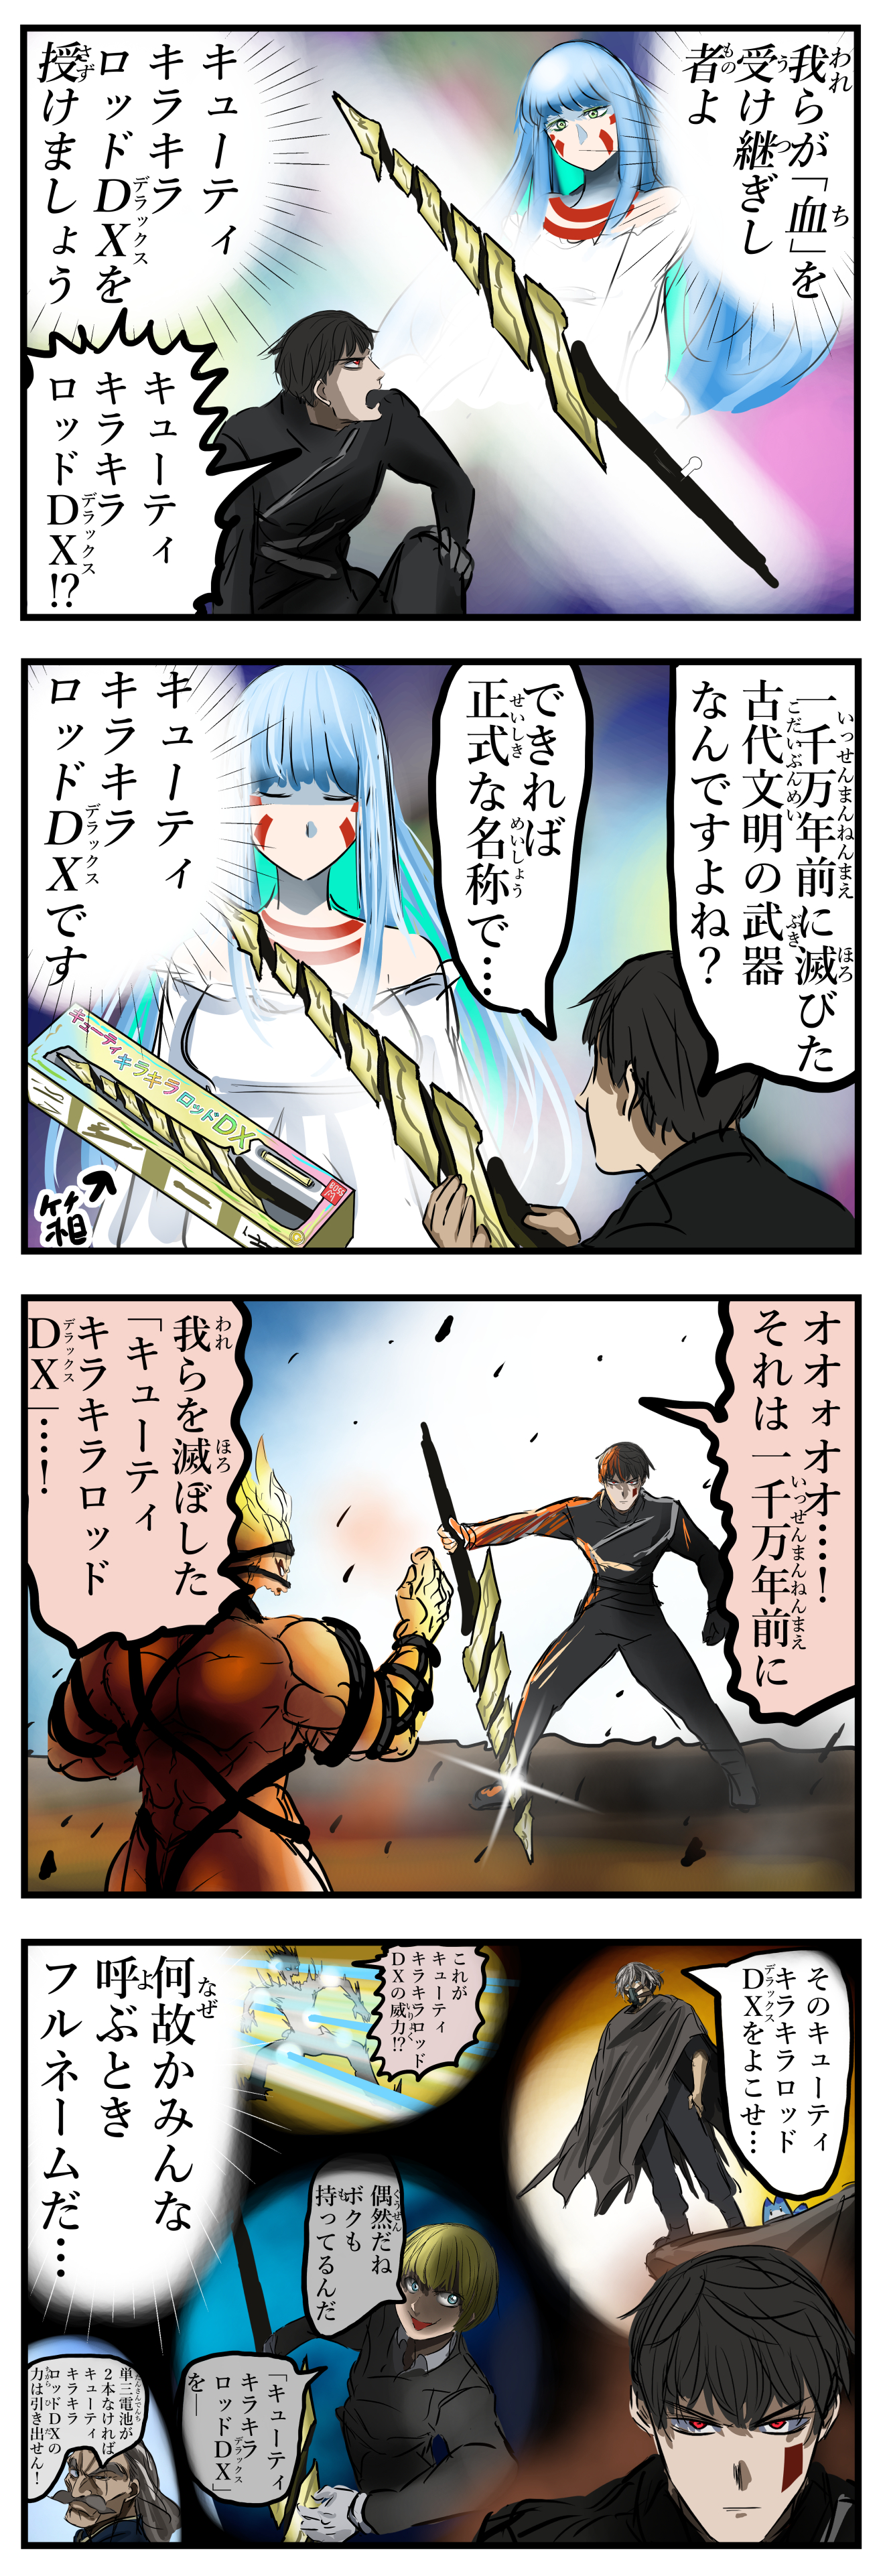 我らが「血」を
受け継ぎし
者よ
キューティ
キラキラ
ロッドDXを
授けましょう
キューティ
キラキラ
ロッドDX!?
一千万年前に滅びた
古代文明の武器
なんですよね？
できれば
正式な名称で…
キューティ
キラキラ
ロッドDXです
キューティキラキラロッドDX
箱
オオォオオ…！
それは一千万年前に
我らを滅ぼした
「キューティ
キラキラロッド
DX」…！
そのキューティ
キラキラロッド
DXをよこせ…
これが
キューティ
キラキラロッド
DXの威力!?
偶然だね
ボクも
持ってるんだ
「キューティ
キラキラ
ロッドDX」
を―
何故かみんな
呼ぶとき
フルネームだ…
単三電池が
2本なければ
キューティ
キラキラ
ロッドDXの
力は引き出せん！